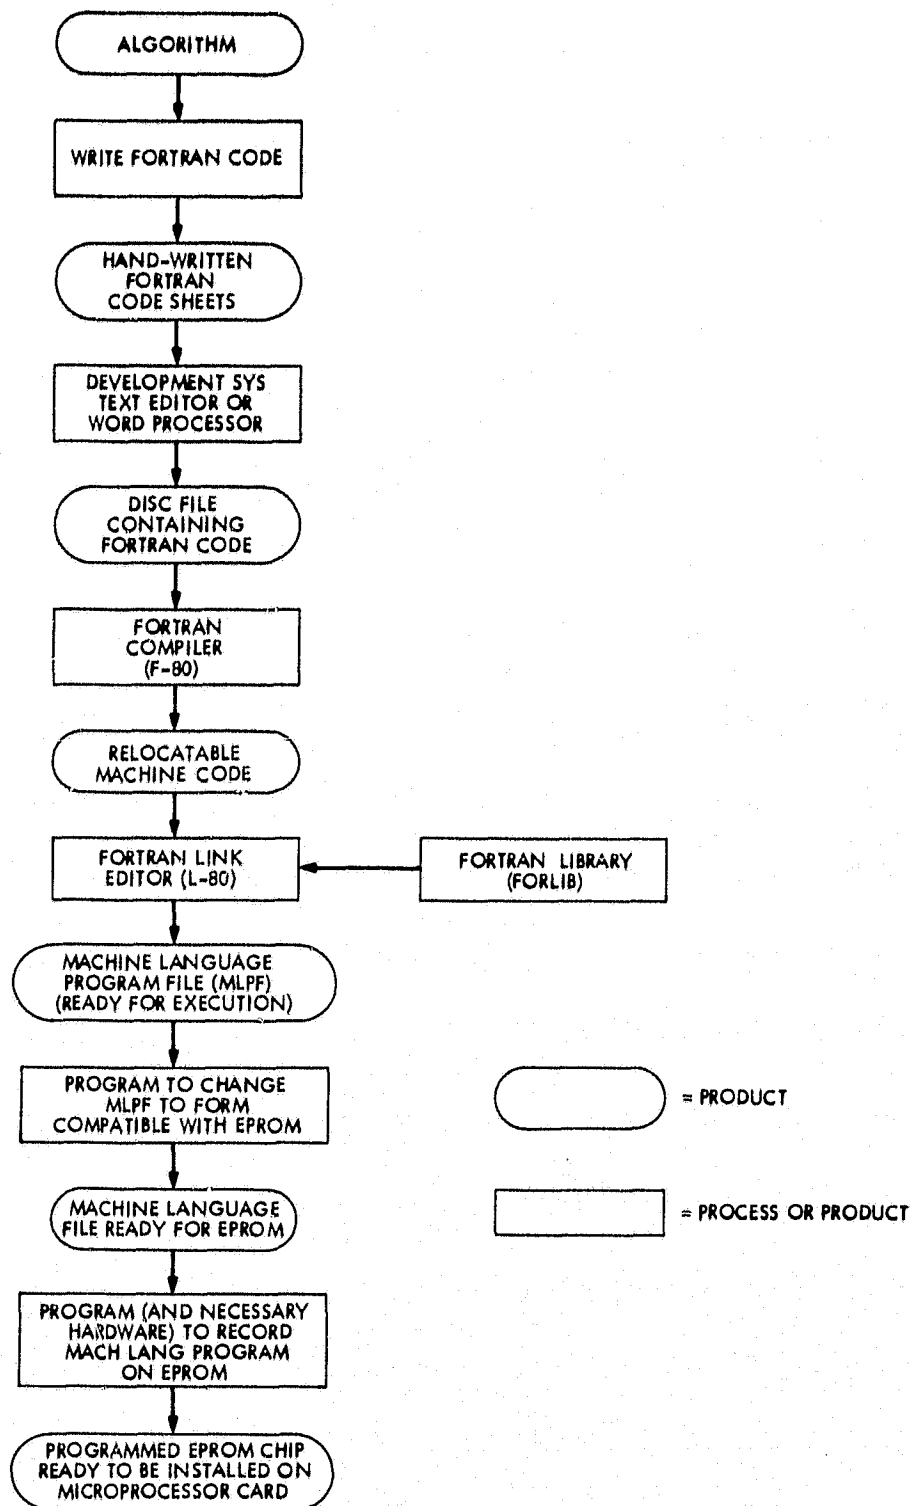 ALGORITHM
WRITE FORTRAN CODE
HAND-WRITTEN
FORTRAN
CODE SHEETS
DEVELOPMENT SYS
TEXT EDITOR OR
WORD PROCESSOR
DISC FILE
CONTAINING
FORTRAN CODE
FORTRAN
COMPILER
(F-80)
RELOCATABLE
MACHINE CODE
FORTRAN LINK
EDITOR (L-80)
FORTRAN LIBRARY
(FORLIB)
MACHINE LANGUAGE
PROGRAM FILE (MLPF)
(READY FOR EXECUTION)
PROGRAM TO CHANGE
MLPF TO FORM
COMPATIBLE WITH EPROM
= PRODUCT
MACHINE LANGUAGE
FILE READY FOR EPROM
= PROCESS OR PRODUCT
PROGRAM (AND NECESSARY
HARDWARE) TO RECORD
MACH LANG PROGRAM
ON EPROM
PROGRAMMED EPROM CHIP
READY TO BE INSTALLED ON
MICROPROCESSOR CARD